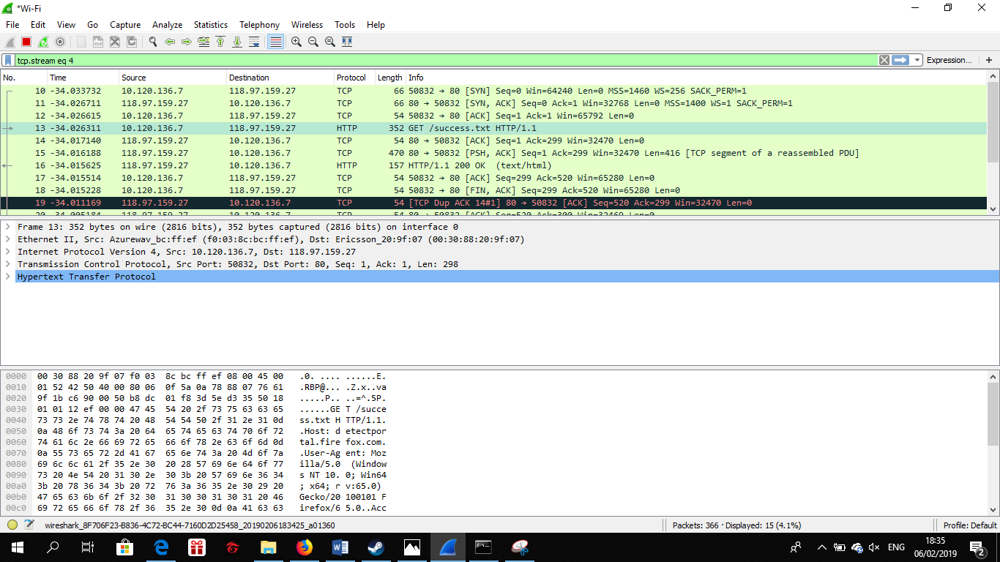 *Wi-Fi
File Edit View Go Capture Analyze Statistics Telephony Wireless Tools Help
tcp.stream eq 4 Expression... +
No. Time Source Destination Protocol Length Info
10 -34.033732 10.120.136.7 118.97.159.27 TCP 66 50832 → 80 [SYN] Seq=0 Win=64240 Len=0 MSS=1460 WS=256 SACK_PERM=1
11 -34.026711 118.97.159.27 10.120.136.7 TCP 66 80 → 50832 [SYN, ACK] Seq=0 Ack=1 Win=32768 Len=0 MSS=1400 WS=1 SACK_PERM=1
12 -34.026615 10.120.136.7 118.97.159.27 TCP 54 50832 → 80 [ACK] Seq=1 Ack=1 Win=65792 Len=0
13 -34.026311 10.120.136.7 118.97.159.27 HTTP 352 GET /success.txt HTTP/1.1
14 -34.017140 118.97.159.27 10.120.136.7 TCP 54 80 → 50832 [ACK] Seq=1 Ack=299 Win=32470 Len=0
15 -34.016188 118.97.159.27 10.120.136.7 TCP 470 80 → 50832 [PSH, ACK] Seq=1 Ack=299 Win=32470 Len=416 [TCP segment of a reassembled PDU]
16 -34.015625 118.97.159.27 10.120.136.7 HTTP 157 HTTP/1.1 200 OK (text/html)
17 -34.015514 10.120.136.7 118.97.159.27 TCP 54 50832 → 80 [ACK] Seq=299 Ack=520 Win=65280 Len=0
18 -34.015228 10.120.136.7 118.97.159.27 TCP 54 50832 → 80 [FIN, ACK] Seq=299 Ack=520 Win=65280 Len=0
19 -34.011169 118.97.159.27 10.120.136.7 TCP 54 [TCP Dup ACK 14#1] 80 → 50832 [ACK] Seq=520 Ack=299 Win=32470 Len=0
20 -34.005184 118.97.159.27 10.120.136.7 TCP 54 80 → 50832 [ACK] Seq=520 Ack=300 Win=32469 Len=0
Frame 13: 352 bytes on wire (2816 bits), 352 bytes captured (2816 bits) on interface 0
Ethernet II, Src: Azurewav_bc:ff:ef (f0:03:8c:bc:ff:ef), Dst: Ericsson_20:9f:07 (00:30:88:20:9f:07)
Internet Protocol Version 4, Src: 10.120.136.7, Dst: 118.97.159.27
Transmission Control Protocol, Src Port: 50832, Dst Port: 80, Seq: 1, Ack: 1, Len: 298
Hypertext Transfer Protocol
0000 00 30 88 20 9f 07 f0 03 8c bc ff ef 08 00 45 00 .0. .... ......E.
0010 01 52 42 50 40 00 80 06 0f 5a 0a 78 88 07 76 61 .RBP@... .Z.x..va
0020 9f 1b c6 90 00 50 b8 dc 01 f8 3d 5e d3 35 50 18 .....P.. ..=^.5P.
0030 01 01 12 ef 00 00 47 45 54 20 2f 73 75 63 63 65 ......GE T /succe
0040 73 73 2e 74 78 74 20 48 54 54 50 2f 31 2e 31 0d ss.txt H TTP/1.1.
0050 0a 48 6f 73 74 3a 20 64 65 74 65 63 74 70 6f 72 .Host: d etectpor
0060 74 61 6c 2e 66 69 72 65 66 6f 78 2e 63 6f 6d 0d tal.fire fox.com.
0070 0a 55 73 65 72 2d 41 67 65 6e 74 3a 20 4d 6f 7a .User-Ag ent: Moz
0080 69 6c 6c 61 2f 35 2e 30 20 28 57 69 6e 64 6f 77 illa/5.0 (Window
0090 73 20 4e 54 20 31 30 2e 30 3b 20 57 69 6e 36 34 s NT 10. 0; Win64
00a0 3b 20 78 36 34 3b 20 72 76 3a 36 35 2e 30 29 20 ; x64; r v:65.0)
00b0 47 65 63 6b 6f 2f 32 30 31 30 30 31 30 31 20 46 Gecko/20 100101 F
00c0 69 72 65 66 6f 78 2f 36 35 2e 30 0d 0a 41 63 63 irefox/6 5.0..Acc
wireshark_8F706F23-B836-4C72-BC44-7160D2D25458_20190206183425_a01360 Packets: 366 · Displayed: 15 (4.1%) Profile: Default
ENG 18:35
06/02/2019
2